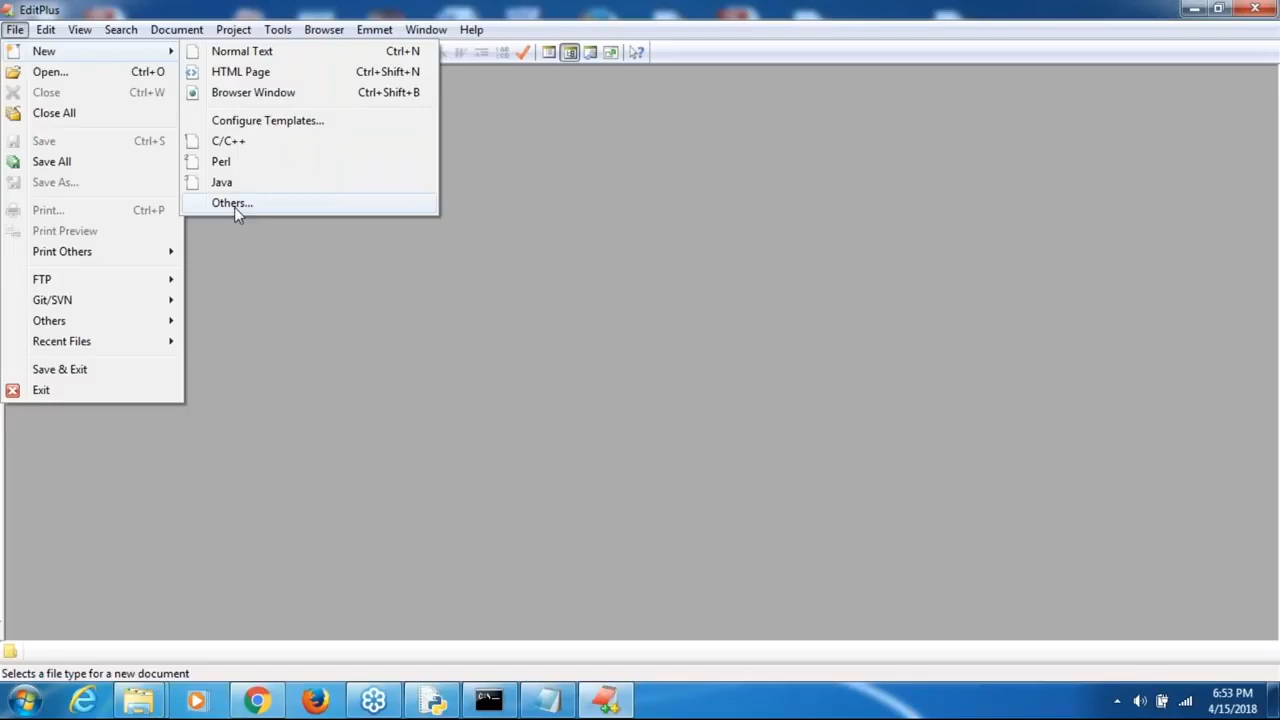 EditPlus
File Edit View Search Document Project Tools Browser Emmet Window Help
New
Open... Ctrl+O
Close Ctrl+W
Close All
Save Ctrl+S
Save All
Save As...
Print... Ctrl+P
Print Preview
Print Others
FTP
Git/SVN
Others
Recent Files
Save & Exit
Exit
Normal Text Ctrl+N
HTML Page Ctrl+Shift+N
Browser Window Ctrl+Shift+B
Configure Templates...
1 C/C++
2 Perl
3 Java
Others...
Selects a file type for a new document
6:53 PM
4/15/2018